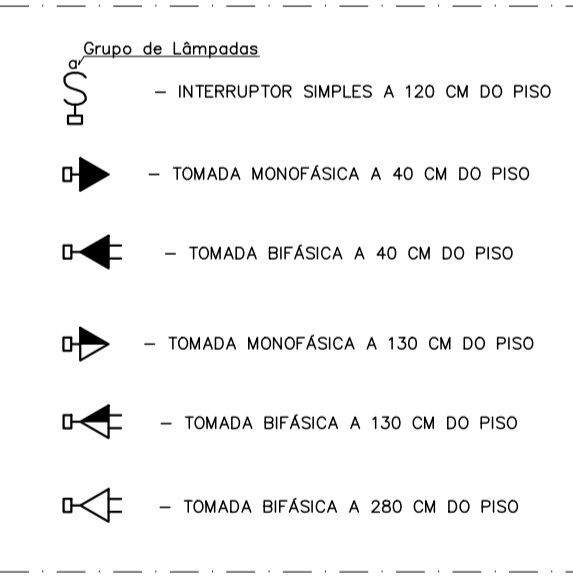 Grupo de Lâmpadas
a
– INTERRUPTOR SIMPLES A 120 CM DO PISO
– TOMADA MONOFÁSICA A 40 CM DO PISO
– TOMADA BIFÁSICA A 40 CM DO PISO
– TOMADA MONOFÁSICA A 130 CM DO PISO
– TOMADA BIFÁSICA A 130 CM DO PISO
– TOMADA BIFÁSICA A 280 CM DO PISO